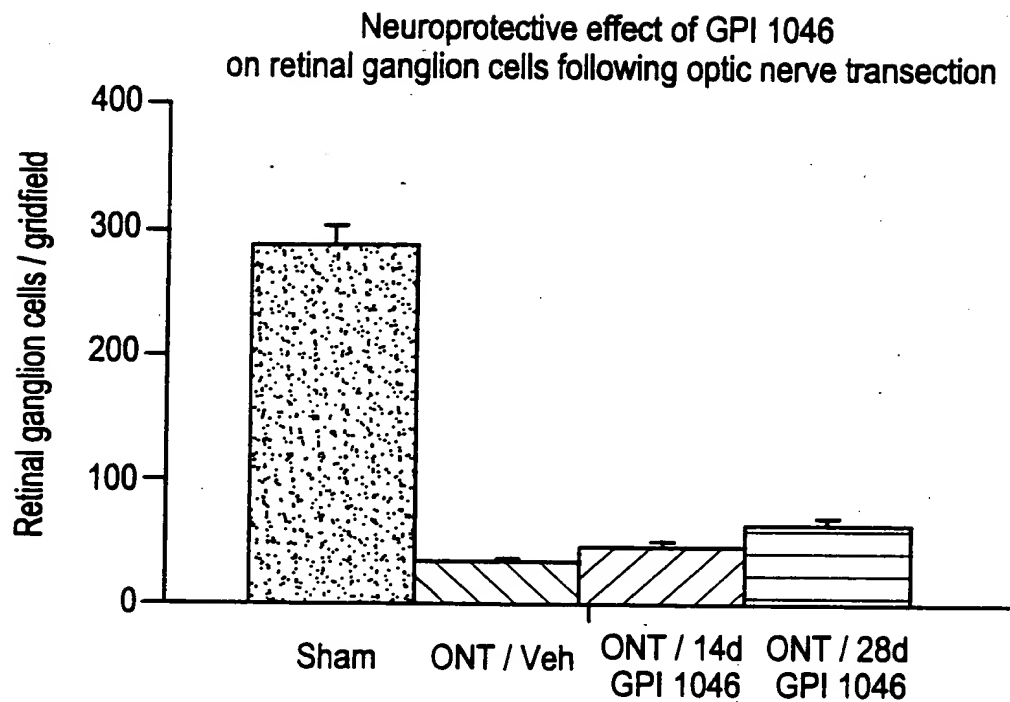 Neuroprotective effect of GPI 1046
on retinal ganglion cells following optic nerve transection
Retinal ganglion cells / gridfield
400
300
200
100
0
Sham
ONT / Veh
ONT / 14d
GPI 1046
ONT / 28d
GPI 1046